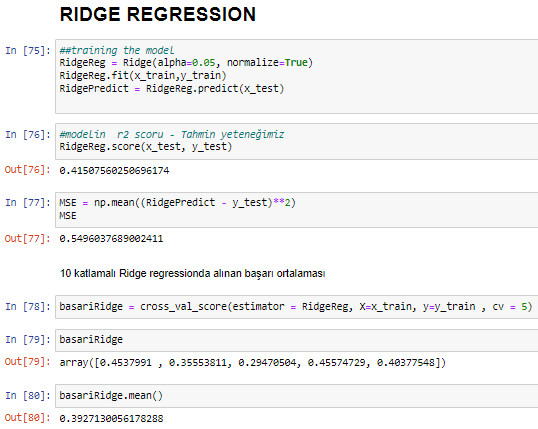 RIDGE REGRESSION
In [75]: ##training the model
RidgeReg = Ridge(alpha=0.05, normalize=True)
RidgeReg.fit(x_train,y_train)
RidgePredict = RidgeReg.predict(x_test)
In [76]: #modelin r2 scoru - Tahmin yeteneğimiz
RidgeReg.score(x_test, y_test)
Out[76]: 0.41507560250696174
In [77]: MSE = np.mean((RidgePredict - y_test)**2)
MSE
Out[77]: 0.5496037689002411
10 katlamalı Ridge regressionda alınan başarı ortalaması
In [78]: basariRidge = cross_val_score(estimator = RidgeReg, X=x_train, y=y_train , cv = 5)
In [79]: basariRidge
Out[79]: array([0.4537991 , 0.35553811, 0.29470504, 0.45574729, 0.40377548])
In [80]: basariRidge.mean()
Out[80]: 0.3927130056178288